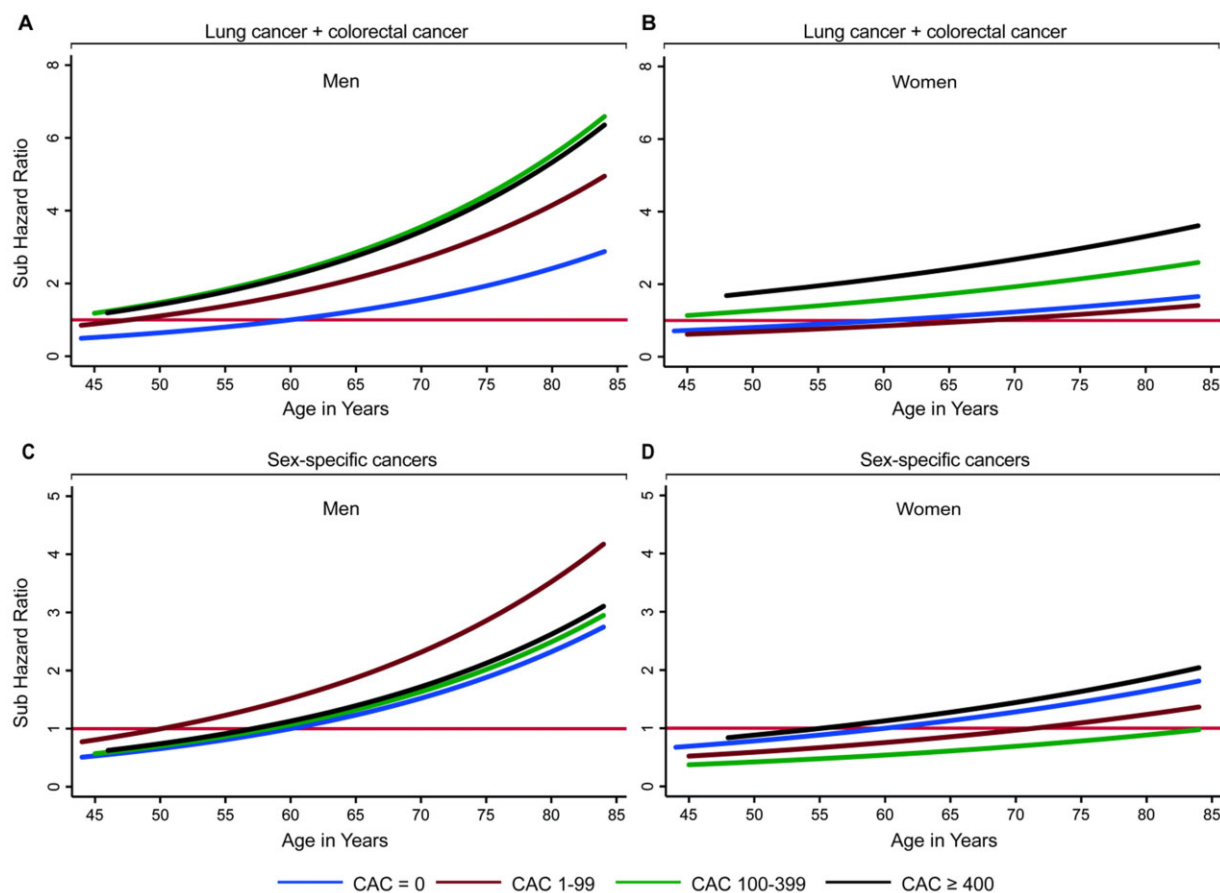 A
Lung cancer + colorectal cancer
Men
Sub Hazard Ratio
8
6
4
2
0
45 50 55 60 65 70 75 80 85
Age in Years
B
Lung cancer + colorectal cancer
Women
8
6
4
2
0
45 50 55 60 65 70 75 80 85
Age in Years
C
Sex-specific cancers
Men
Sub Hazard Ratio
5
4
3
2
1
0
45 50 55 60 65 70 75 80 85
Age in Years
D
Sex-specific cancers
Women
5
4
3
2
1
0
45 50 55 60 65 70 75 80 85
Age in Years
CAC = 0 CAC 1-99 CAC 100-399 CAC ≥ 400